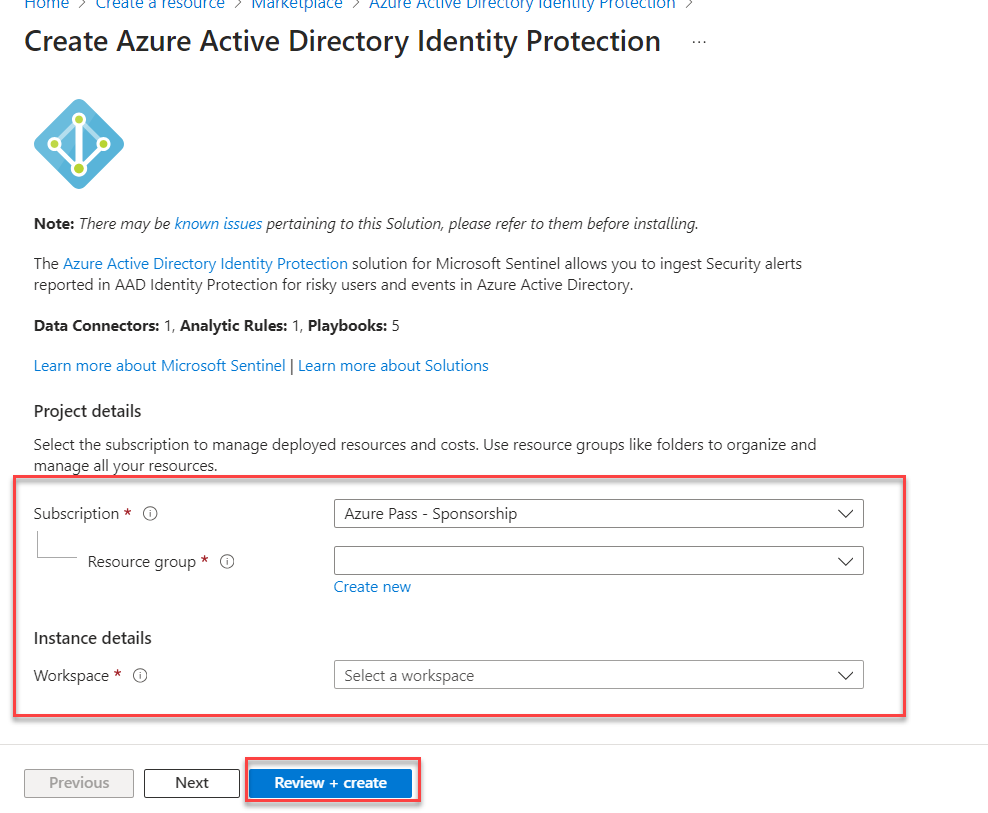 Home > Create a resource > Marketplace > Azure Active Directory Identity Protection >
Create Azure Active Directory Identity Protection ...
Note: There may be known issues pertaining to this Solution, please refer to them before installing.
The Azure Active Directory Identity Protection solution for Microsoft Sentinel allows you to ingest Security alerts
reported in AAD Identity Protection for risky users and events in Azure Active Directory.
Data Connectors: 1, Analytic Rules: 1, Playbooks: 5
Learn more about Microsoft Sentinel | Learn more about Solutions
Project details
Select the subscription to manage deployed resources and costs. Use resource groups like folders to organize and
manage all your resources.
Subscription * Azure Pass - Sponsorship
Resource group *
Create new
Instance details
Workspace * Select a workspace
Previous Next Review + create